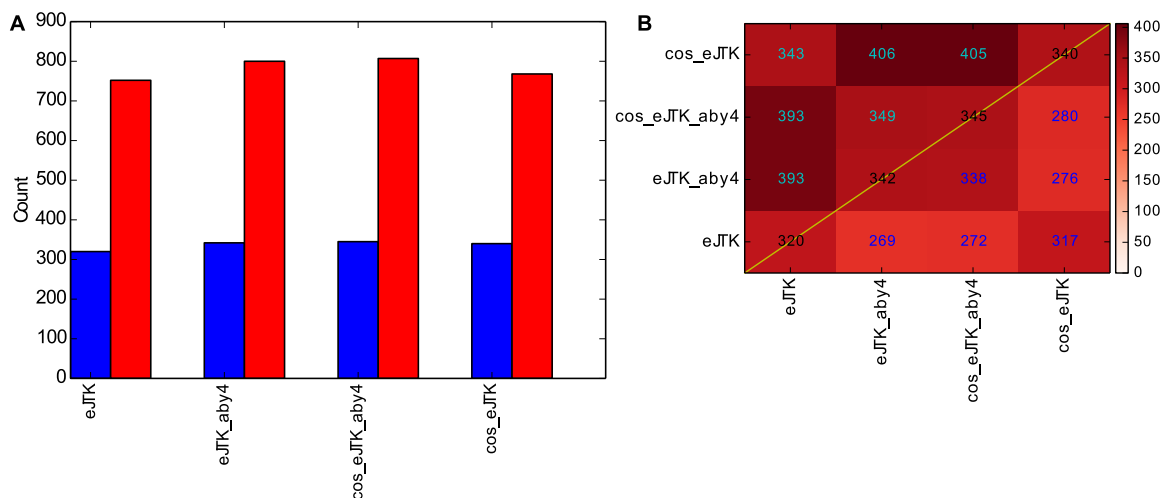 A
900
800
700
600
500
400
300
200
100
0
Count
eJTK
eJTK_aby4
cos_eJTK_aby4
cos_eJTK
B
cos_eJTK
343
406
405
340
cos_eJTK_aby4
393
349
345
280
eJTK_aby4
393
342
338
276
eJTK
320
269
272
317
eJTK
eJTK_aby4
cos_eJTK_aby4
cos_eJTK
400
350
300
250
200
150
100
50
0